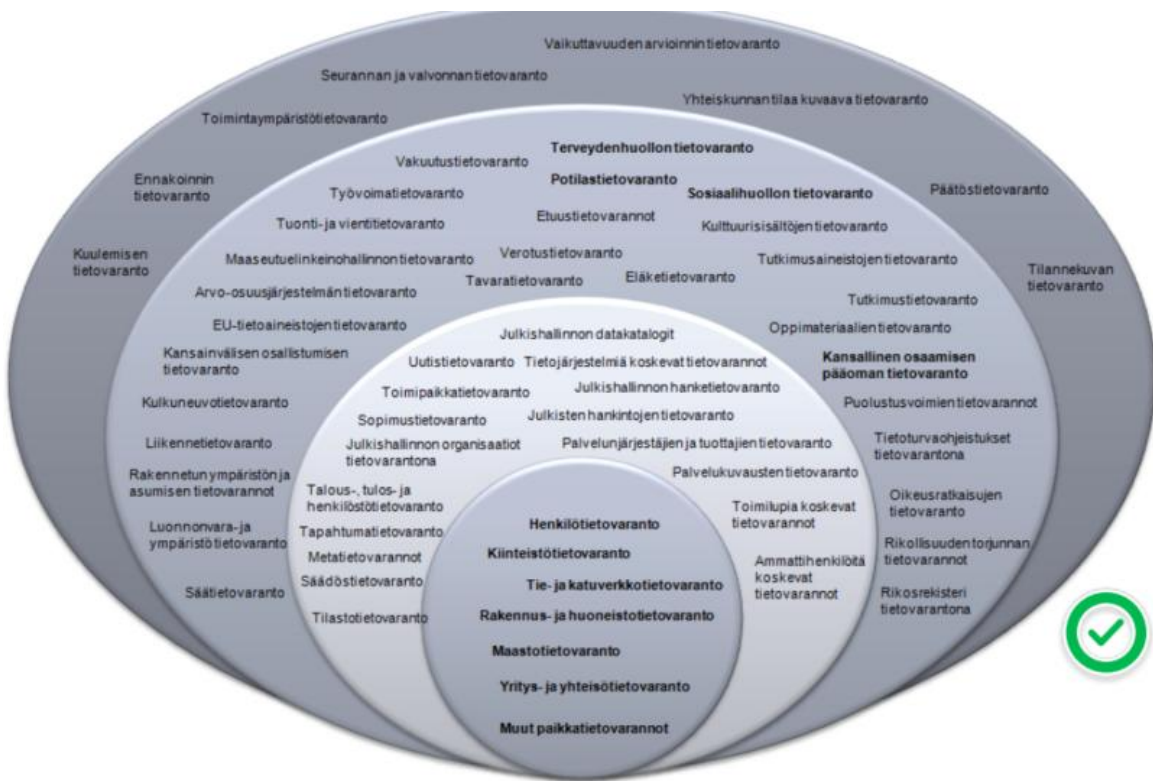 Vaikuttavuuden arvioinnin tietovaranto
Seurannan ja valvonnan tietovaranto
Yhteiskunnan tilaa kuvaava tietovaranto
Toimintaympäristötietovaranto
Ennakoinnin
tietovaranto
Päätöstietovaranto
Kuulemisen
tietovaranto
Tilannekuvan
tietovaranto
Terveydenhuollon tietovaranto
Vakuutustietovaranto
Potilastietovaranto
Työvoimatietovaranto
Sosiaalihuollon tietovaranto
Tuonti- ja vientitietovaranto
Etuustietovarannot
Kulttuurisisältöjen tietovaranto
Maaseutuelinkeinohallinnon tietovaranto
Verotustietovaranto
Tutkimusaineistojen tietovaranto
Tavaratietovaranto
Eläketietovaranto
Arvo-osuusjärjestelmän tietovaranto
Tutkimustietovaranto
EU-tietoaineistojen tietovaranto
Oppimateriaalien tietovaranto
Kansainvälisen osallistumisen
tietovaranto
Kansallinen osaamisen
pääoman tietovaranto
Kulkuneuvotietovaranto
Puolustusvoimien tietovarannot
Liikennetietovaranto
Tietoturvaohjeistukset
tietovarantona
Rakennetun ympäristön ja
asumisen tietovarannot
Oikeusratkaisujen
tietovaranto
Luonnonvara- ja
ympäristötietovaranto
Rikollisuuden torjunnan
tietovaranto
Säätietovaranto
Rikosrekisteri
tietovarantona
Julkishallinnon datakatalogit
Uutistietovaranto
Tietojärjestelmiä koskevat tietovarannot
Toimipaikkatietovaranto
Julkishallinnon hanketietovaranto
Sopimustietovaranto
Julkisten hankintojen tietovaranto
Julkishallinnon organisaatiot
tietovarantona
Palvelunjärjestäjien ja tuottajien tietovaranto
Palvelukuvausten tietovaranto
Talous-, tulos- ja
henkilöstötietovaranto
Toimilupia koskevat
tietovarannot
Tapahtumatietovaranto
Metatietovarannot
Ammattihenkilöitä
koskevat
tietovarannot
Säädöstietovaranto
Tilastotietovaranto
Henkilötietovaranto
Kiinteistötietovaranto
Tie- ja katuverkkotietovaranto
Rakennus- ja huoneistotietovaranto
Maastotietovaranto
Yritys- ja yhteisötietovaranto
Muut paikkatietovarannot